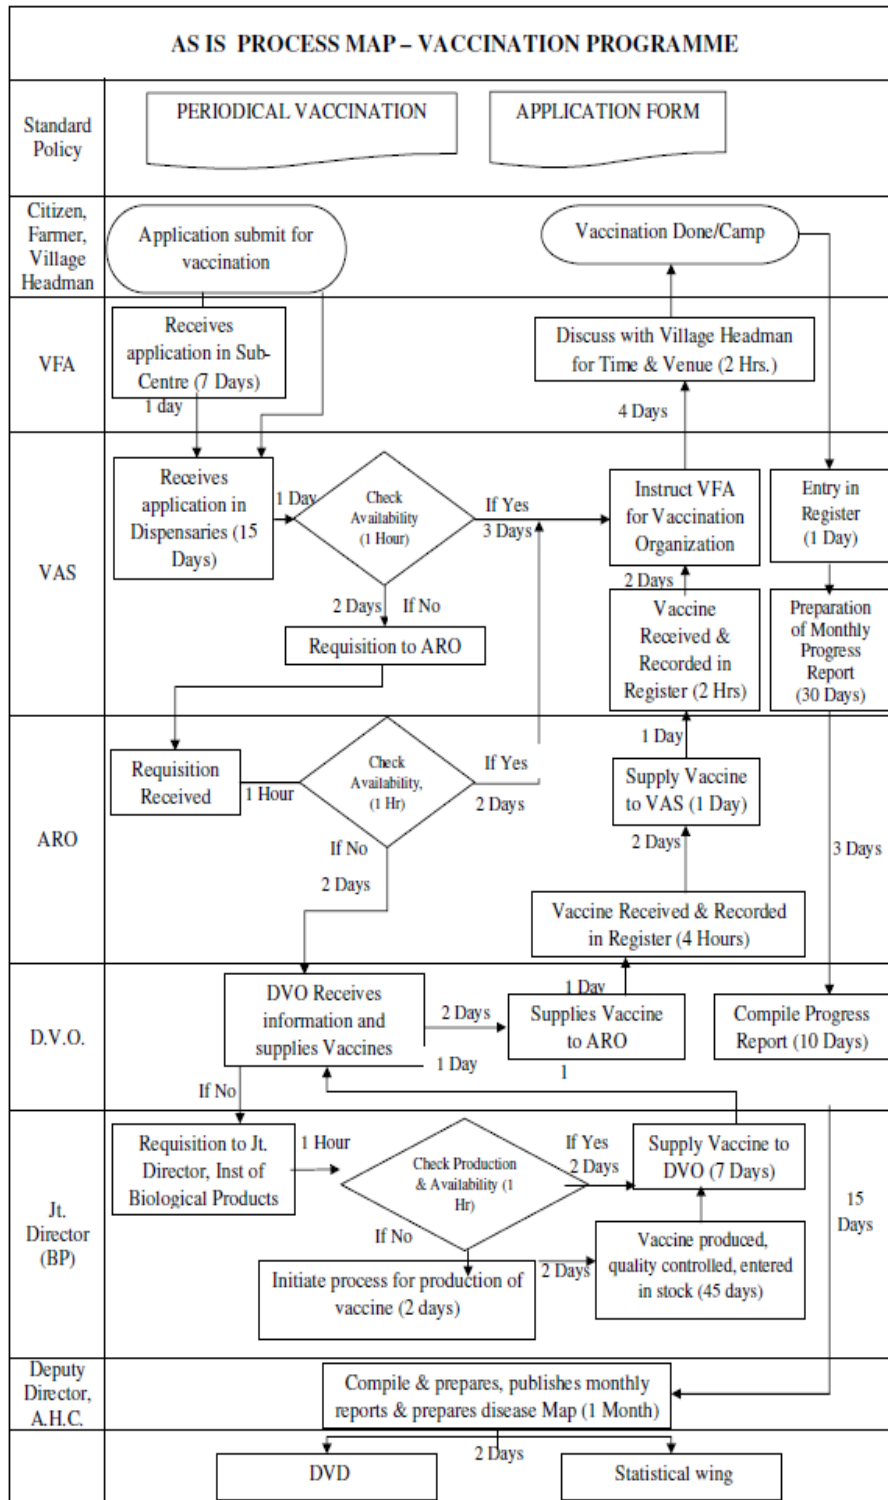 AS IS PROCESS MAP – VACCINATION PROGRAMME
Standard
Policy
PERIODICAL VACCINATION
APPLICATION FORM
Citizen,
Farmer,
Village
Headman
Application submit for
vaccination
Vaccination Done/Camp
VFA
Receives
application in Sub-
Centre (7 Days)
1 day
Discuss with Village Headman
for Time & Venue (2 Hrs.)
4 Days
VAS
Receives
application in
Dispensaries (15
Days)
1 Day
Check
Availability
(1 Hour)
If Yes
3 Days
Instruct VFA
for Vaccination
Organization
Entry in
Register
(1 Day)
2 Days
If No
2 Days
Requisition to ARO
Vaccine
Received &
Recorded in
Register (2 Hrs)
Preparation
of Monthly
Progress
Report
(30 Days)
ARO
Requisition
Received
1 Hour
Check
Availability,
(1 Hr)
If Yes
2 Days
1 Day
Supply Vaccine
to VAS (1 Day)
If No
2 Days
2 Days
3 Days
Vaccine Received & Recorded
in Register (4 Hours)
D.V.O.
DVO Receives
information and
supplies Vaccines
2 Days
1 Day
Supplies Vaccine
to ARO
Compile Progress
Report (10 Days)
1 Day
1
If No
Jt.
Director
(BP)
Requisition to Jt.
Director, Inst of
Biological Products
1 Hour
Check Production
& Availability (1
Hr)
If Yes
2 Days
Supply Vaccine to
DVO (7 Days)
If No
Initiate process for production of
vaccine (2 days)
2 Days
Vaccine produced,
quality controlled, entered
in stock (45 days)
15
Days
Deputy
Director,
A.H.C.
Compile & prepares, publishes monthly
reports & prepares disease Map (1 Month)
2 Days
DVD
Statistical wing